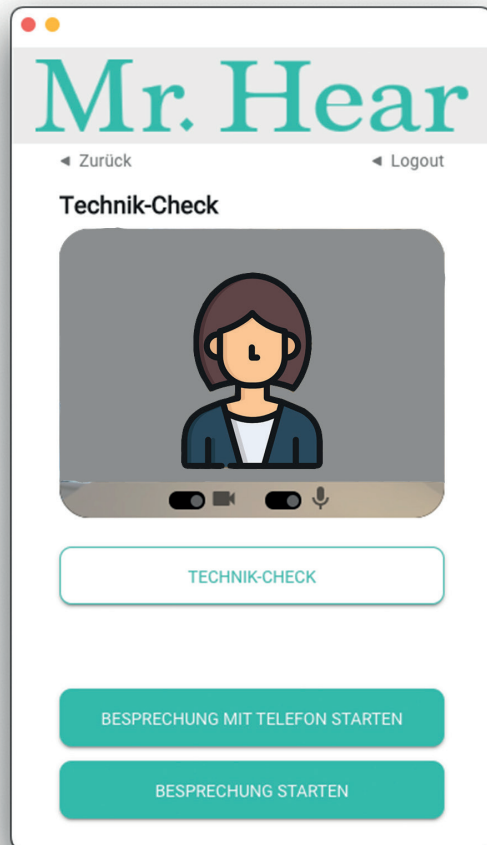 Mr. Hear
◄ Zurück ◄ Logout
Technik-Check
TECHNIK-CHECK
BESPRECHUNG MIT TELEFON STARTEN
BESPRECHUNG STARTEN